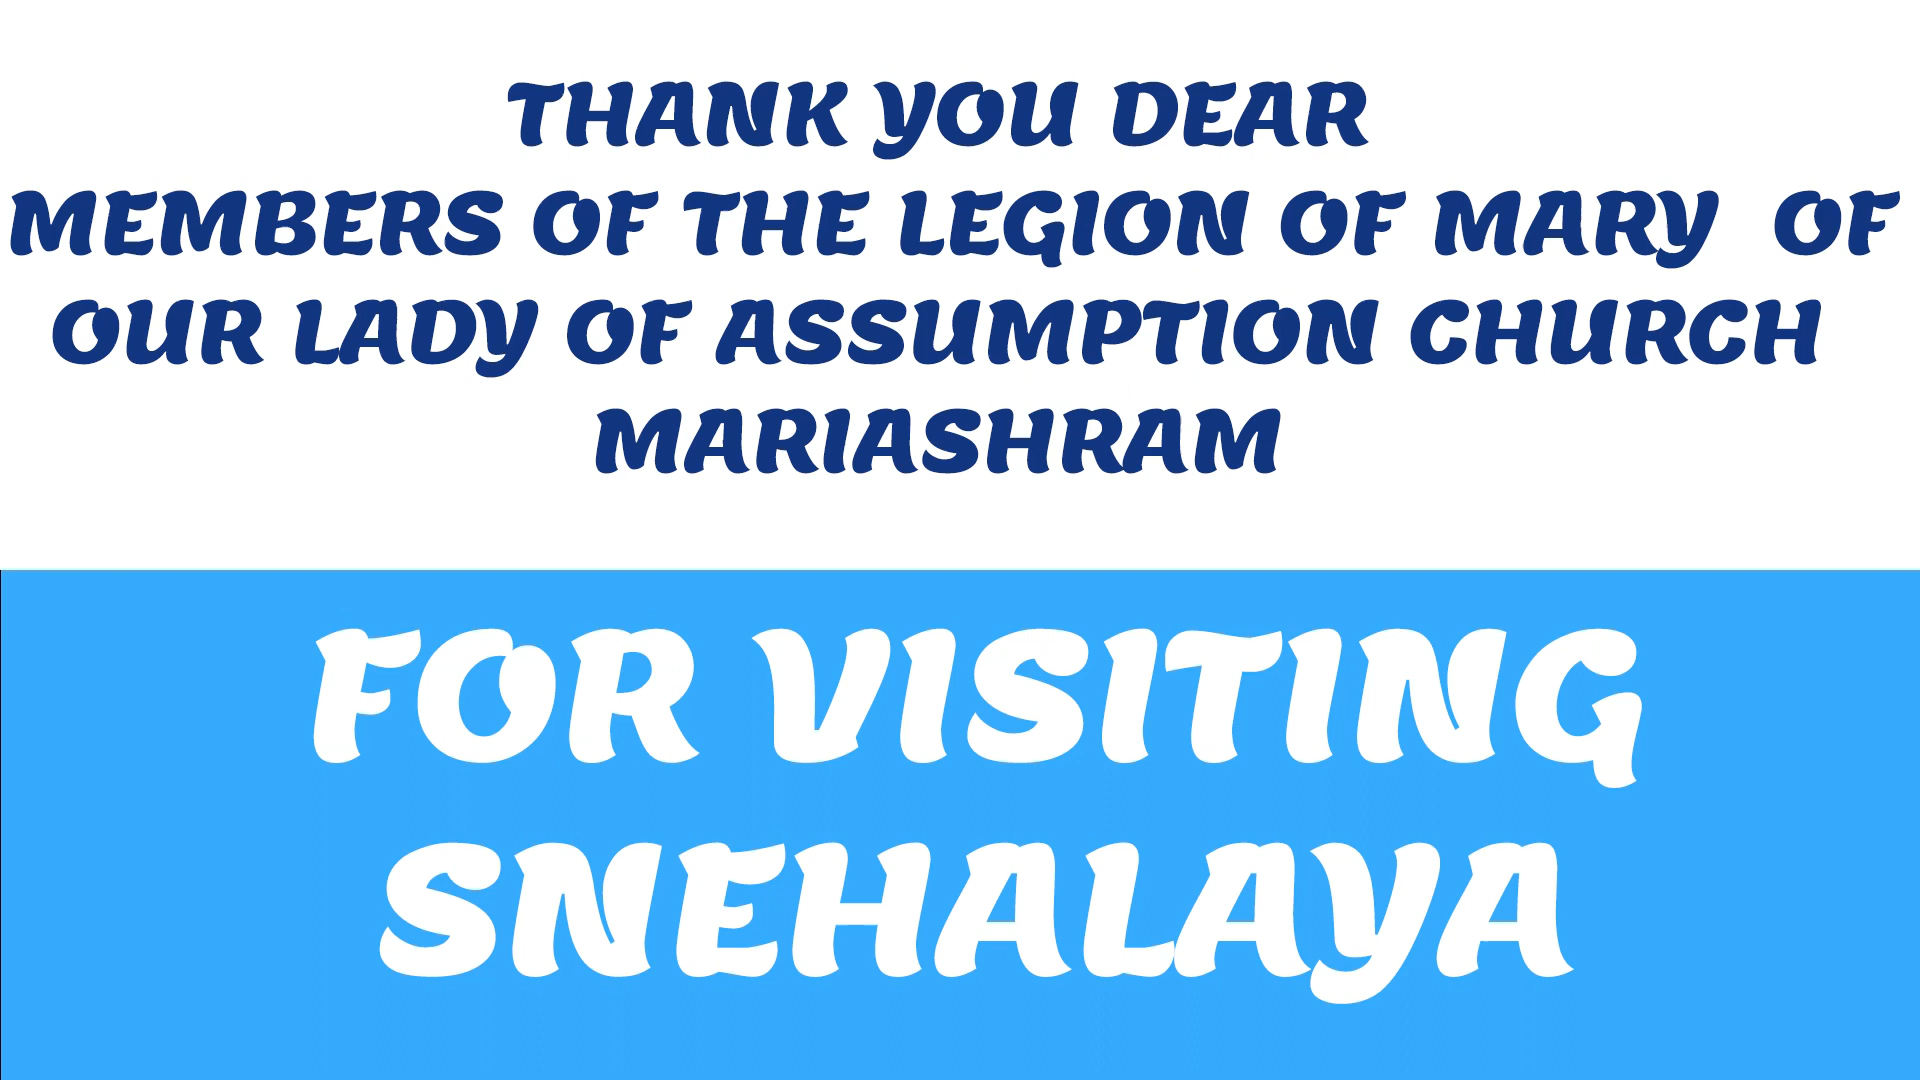 THANK YOU DEAR
MEMBERS OF THE LEGION OF MARY OF
OUR LADY OF ASSUMPTION CHURCH
MARIASHRAM
FOR VISITING
SNEHALAYA